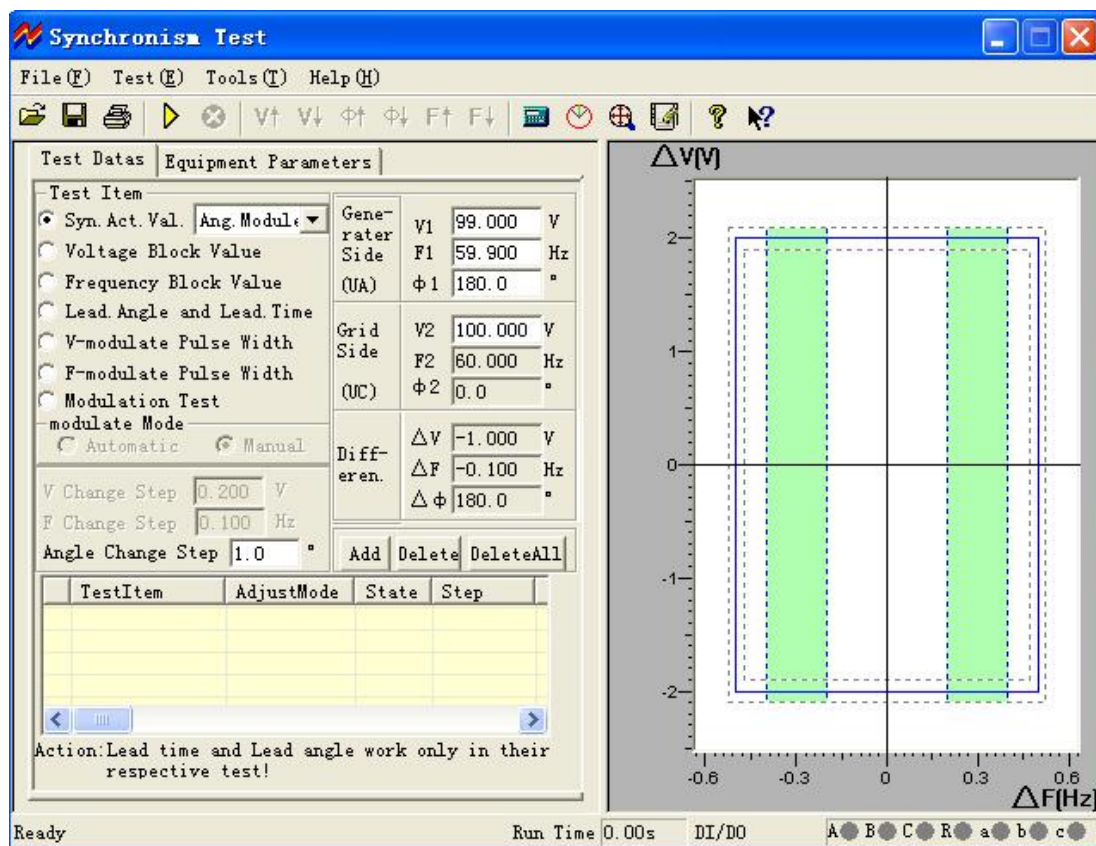 Synchronism Test
File(F) Test(E) Tools(T) Help(H)
V↑ V↓ Φ↑ Φ↓ F↑ F↓
Test Datas
Equipment Parameters
Test Item
Syn. Act. Val.
Ang. Module
Voltage Block Value
Frequency Block Value
Lead. Angle and Lead. Time
V-modulate Pulse Width
F-modulate Pulse Width
Modulation Test
modulate Mode
Automatic
Manual
V Change Step 0.200 V
F Change Step 0.100 Hz
Angle Change Step 1.0 °
Gene-
rater
Side
(UA)
V1 99.000 V
F1 59.900 Hz
Φ1 180.0 °
Grid
Side
(UC)
V2 100.000 V
F2 60.000 Hz
Φ2 0.0 °
Diff-
eren.
ΔV -1.000 V
ΔF -0.100 Hz
ΔΦ 180.0 °
Add Delete DeleteAll
TestItem AdjustMode State Step
Action:Lead time and Lead angle work only in their
respective test!
ΔV(V)
2
1
0
-1
-2
-0.6 -0.3 0 0.3 0.6
ΔF(Hz)
Ready
Run Time 0.00s
DI/DO
A B C R a b c